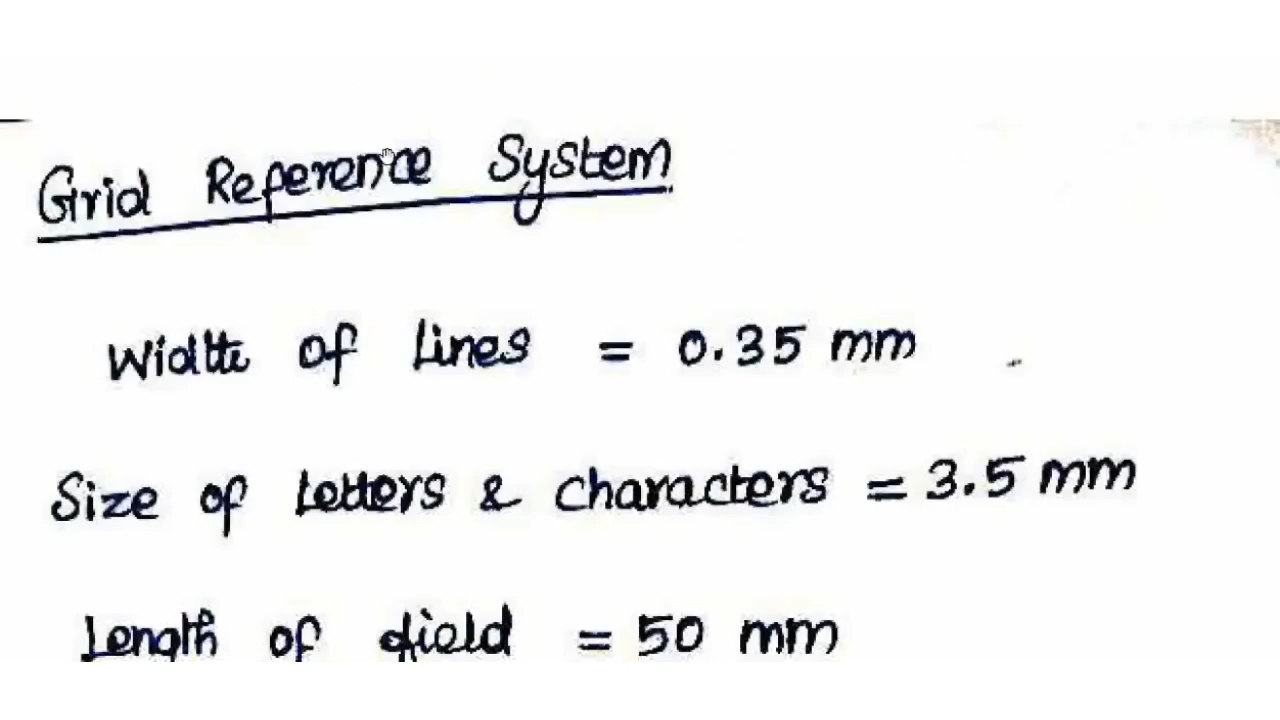 Grid Reference System
Width of Lines = 0.35 mm
Size of Letters & characters = 3.5 mm
Length of field = 50 mm